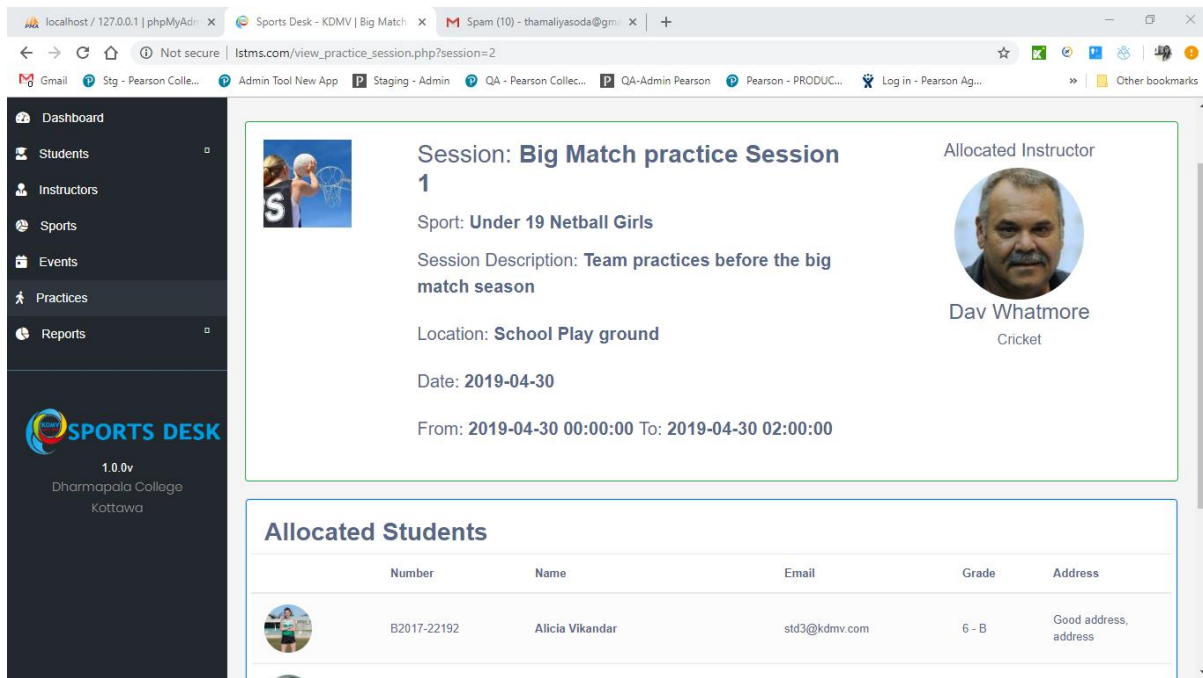 localhost / 127.0.0.1 | phpMyAdm
Sports Desk - KDMV | Big Match
Spam (10) - thamaliyasoda@gma
Not secure | lstms.com/view_practice_session.php?session=2
Gmail
Stg - Pearson Colle...
Admin Tool New App
Staging - Admin
QA - Pearson Collec...
QA-Admin Pearson
Pearson - PRODUC...
Log in - Pearson Ag...
»
Other bookmarks
Dashboard
Students
Instructors
Sports
Events
Practices
Reports
KDMV
SPORTS DESK
1.0.0v
Dharmapala College
Kottawa
S
Session: Big Match practice Session
1
Sport: Under 19 Netball Girls
Session Description: Team practices before the big
match season
Location: School Play ground
Date: 2019-04-30
From: 2019-04-30 00:00:00 To: 2019-04-30 02:00:00
Allocated Instructor
Dav Whatmore
Cricket
Allocated Students
Number Name Email Grade Address
B2017-22192 Alicia Vikandar std3@kdmv.com 6 - B Good address,
address